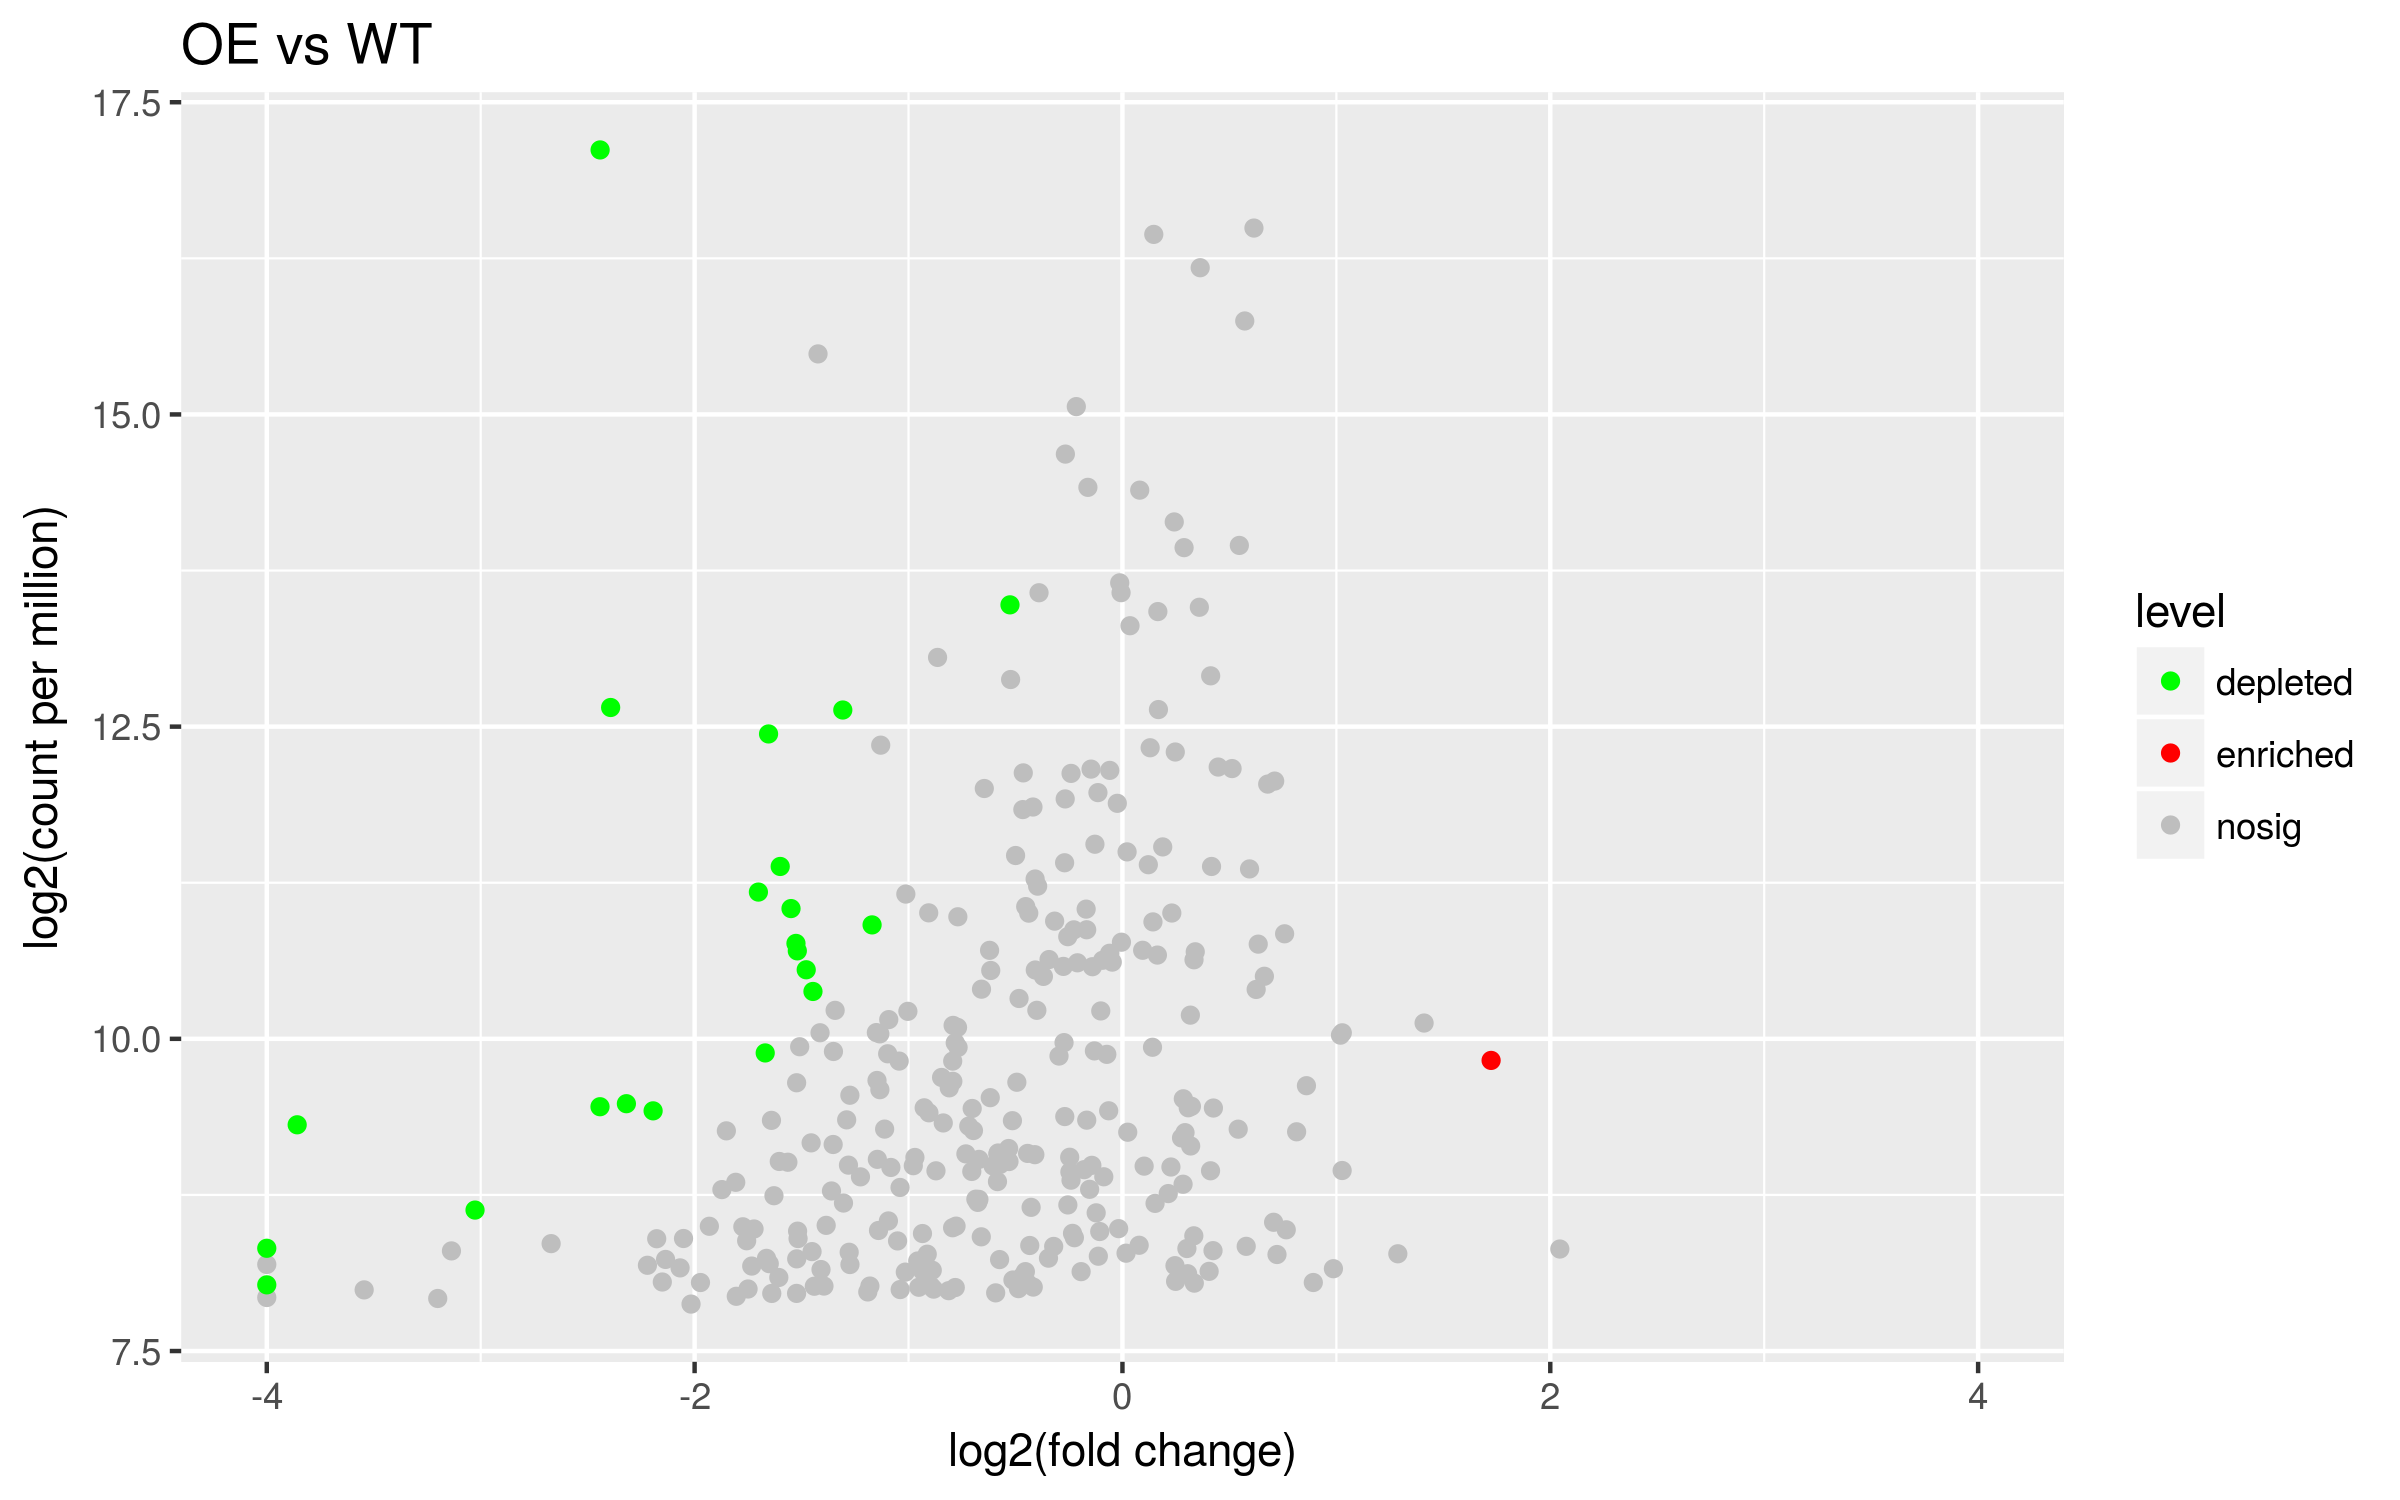 OE vs WT
17.5
15.0
12.5
10.0
7.5
log2(count per million)
-4
-2
0
2
4
log2(fold change)
level
depleted
enriched
nosig